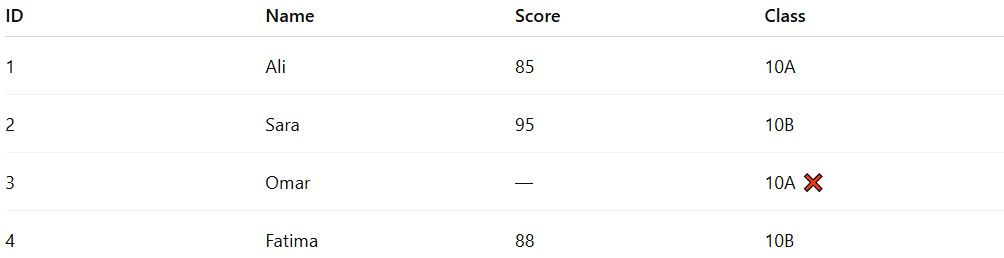 ID Name Score Class
1 Ali 85 10A
2 Sara 95 10B
3 Omar — 10A ❌
4 Fatima 88 10B